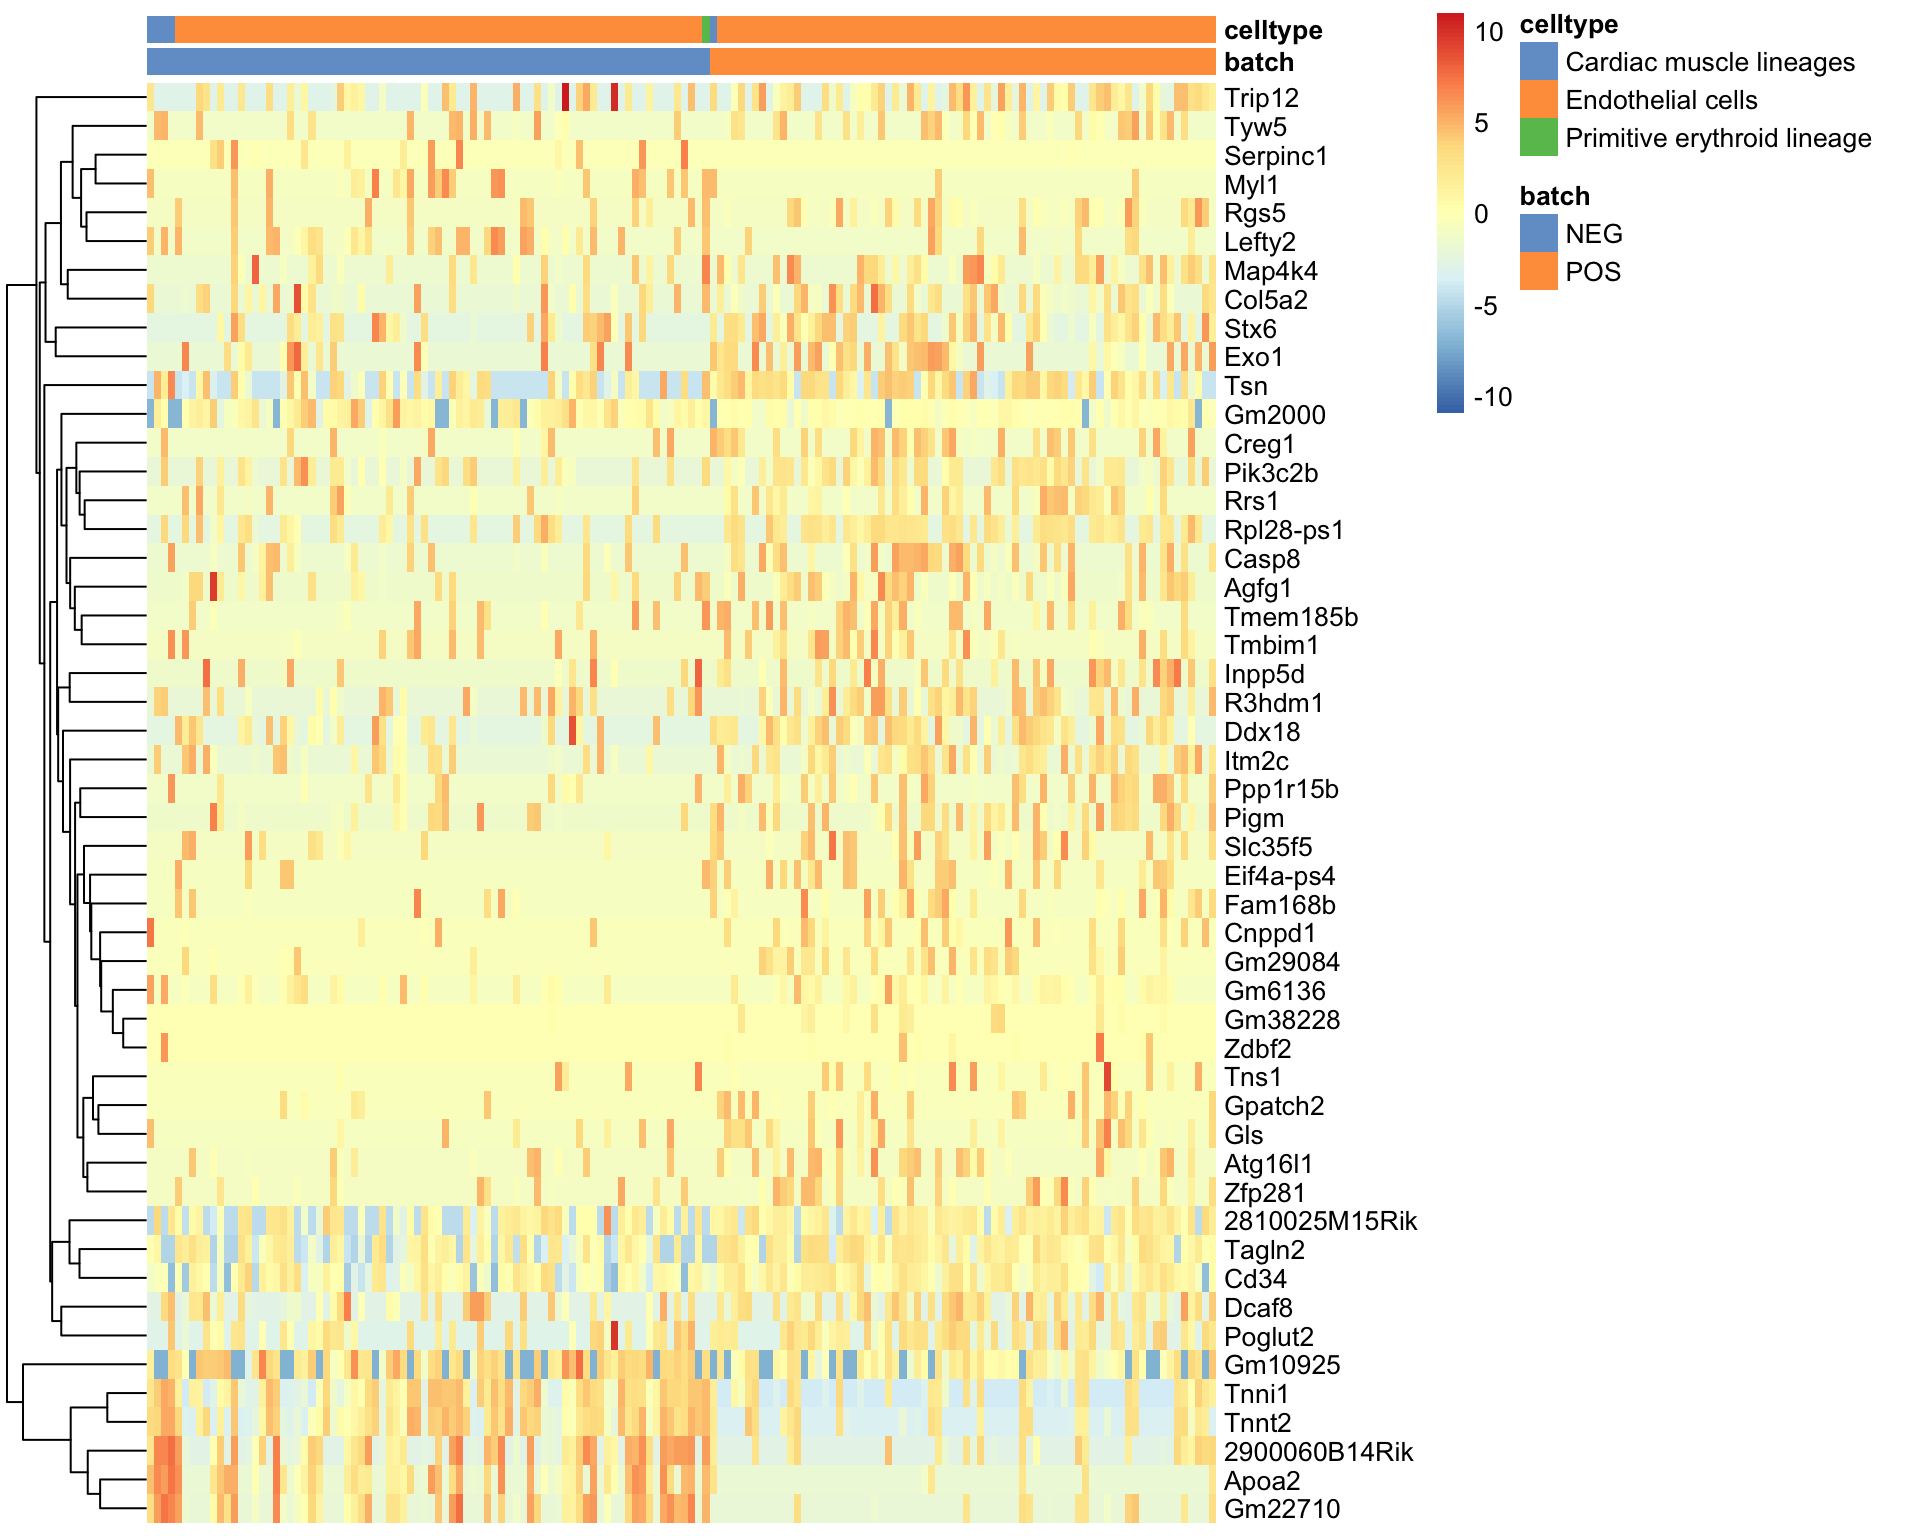 celltype
batch
Trip12
Tyw5
Serpinc1
Myl1
Rgs5
Lefty2
Map4k4
Col5a2
Stx6
Exo1
Tsn
Gm2000
Creg1
Pik3c2b
Rrs1
Rpl28-ps1
Casp8
Agfg1
Tmem185b
Tmbim1
Inpp5d
R3hdm1
Ddx18
Itm2c
Ppp1r15b
Pigm
Slc35f5
Eif4a-ps4
Fam168b
Cnppd1
Gm29084
Gm6136
Gm38228
Zdbf2
Tns1
Gpatch2
Gls
Atg16l1
Zfp281
2810025M15Rik
Tagln2
Cd34
Dcaf8
Poglut2
Gm10925
Tnni1
Tnnt2
2900060B14Rik
Apoa2
Gm22710
10
5
0
-5
-10
celltype
Cardiac muscle lineages
Endothelial cells
Primitive erythroid lineage
batch
NEG
POS